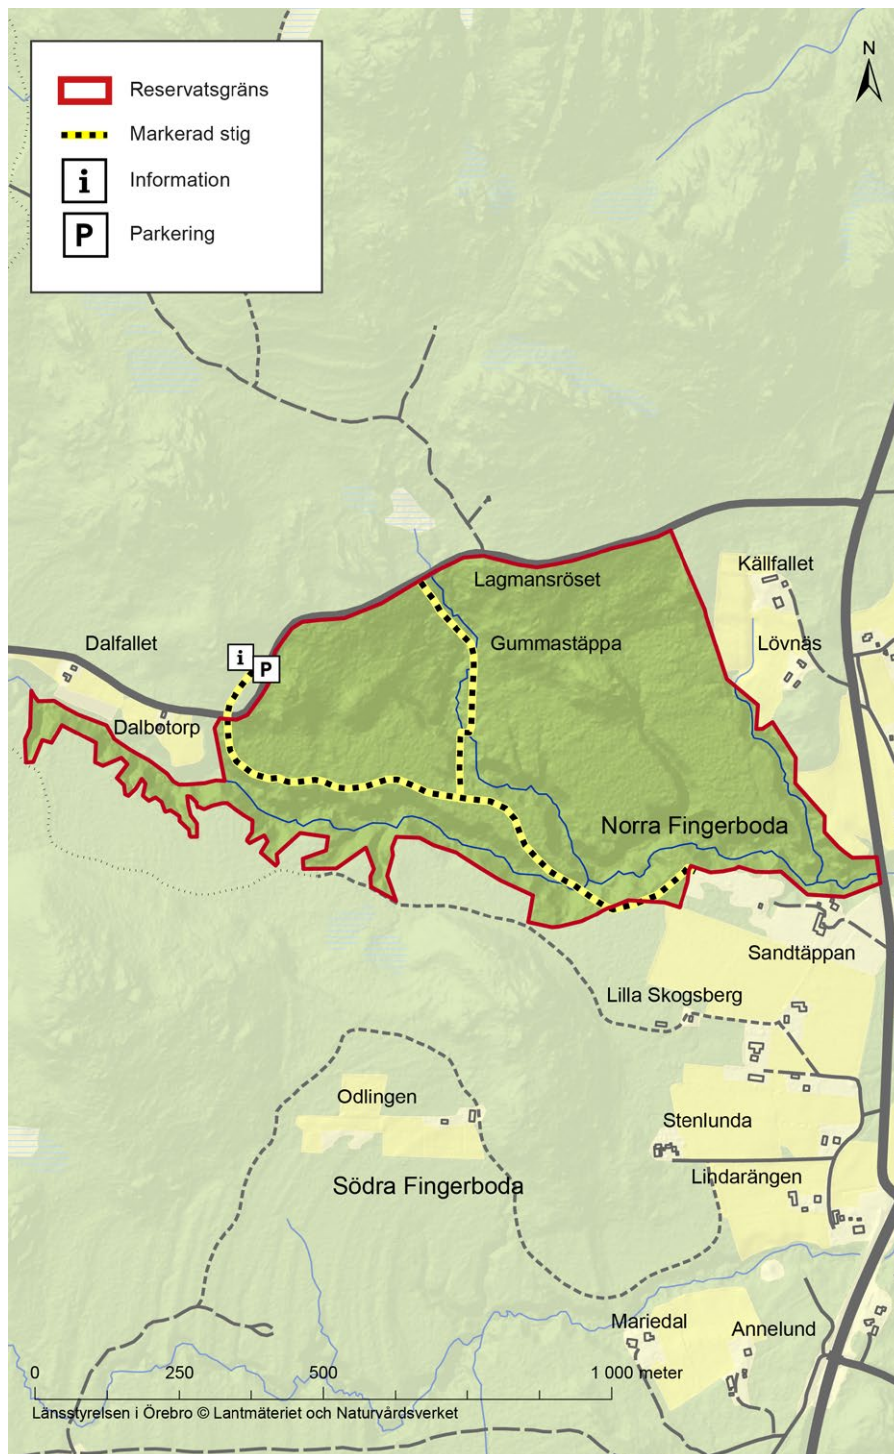 N
Reservatsgräns
Markerad stig
i
Information
P
Parkering
Källfallet
Lagmansröset
Gummastäppa
Lövnäs
Dalfallet
i
P
Dalbotorp
Norra Fingerboda
Sandtäppan
Lilla Skogsberg
Odlingen
Stenlunda
Södra Fingerboda
Lindarängen
Mariedal
Annelund
0 250 500 1 000 meter
Länsstyrelsen i Örebro © Lantmäteriet och Naturvårdsverket